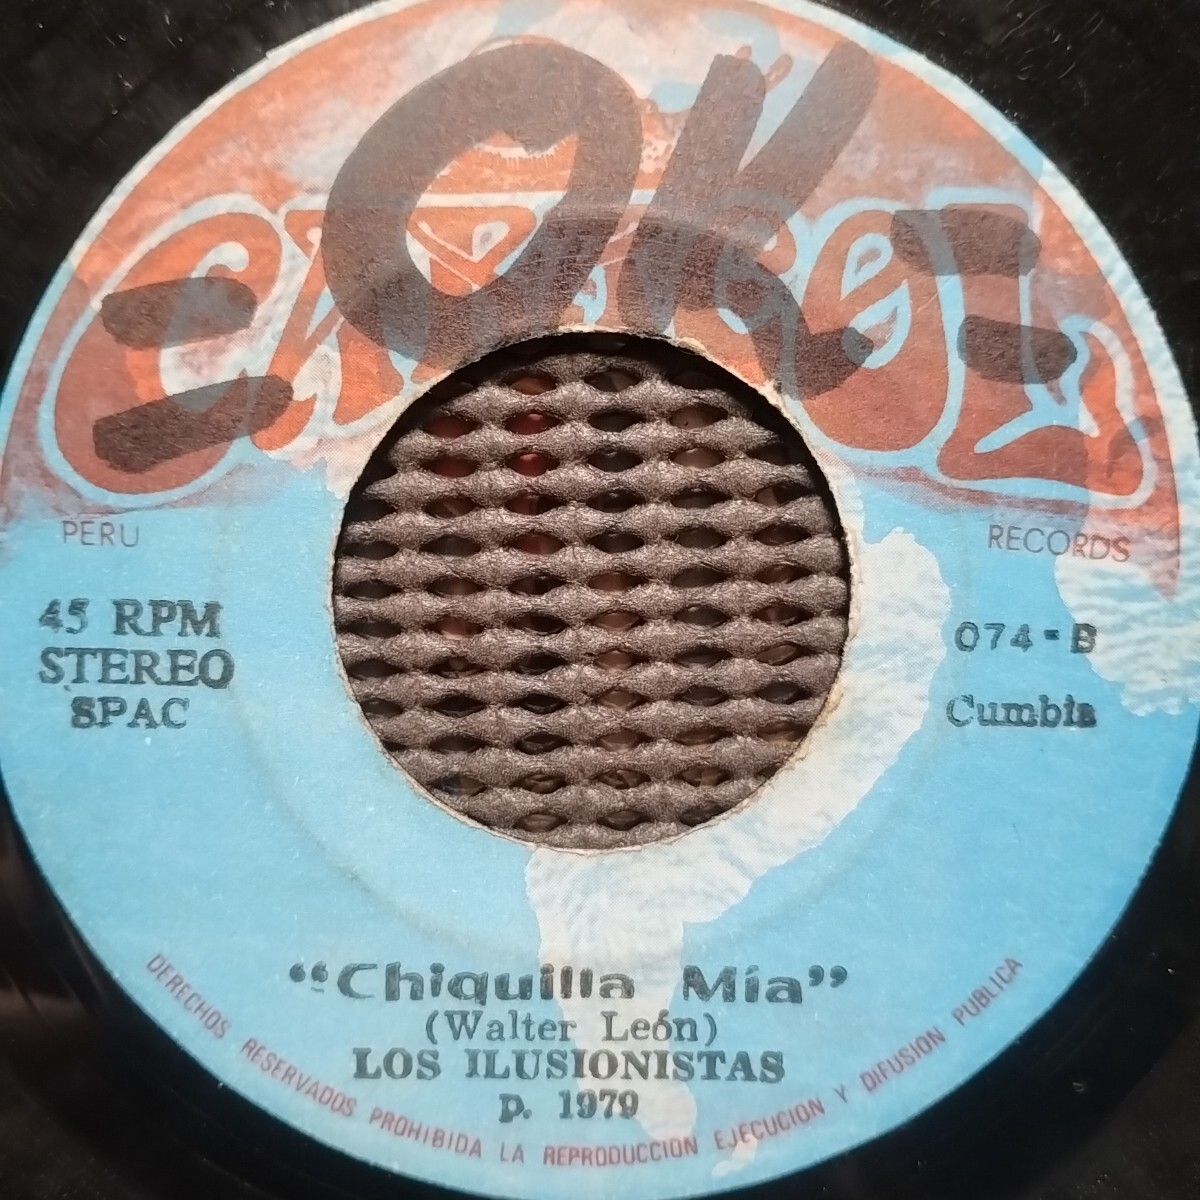 =OK=
PERU
RECORDS
45 RPM
STEREO
SPAC
074-B
Cumbia
"Chiquilla Mía"
(Walter León)
LOS ILUSIONISTAS
p. 1979
DERECHOS RESERVADOS PROHIBIDA LA REPRODUCCION EJECUCION Y DIFUSION PUBLICA